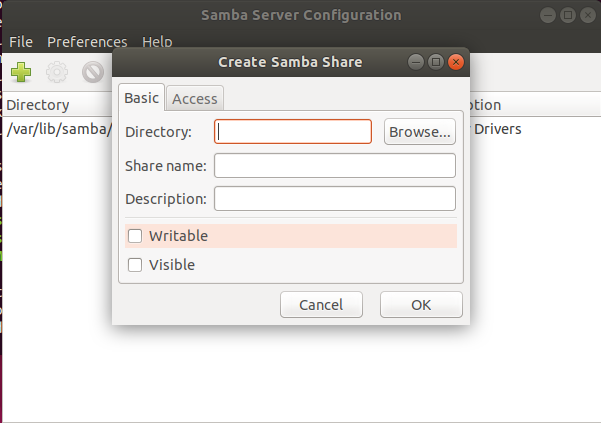 Samba Server Configuration
File Preferences Help
Create Samba Share
Directory
Basic Access
/var/lib/samba/
Drivers
Directory:
Browse...
Share name:
Description:
Writable
Visible
Cancel OK